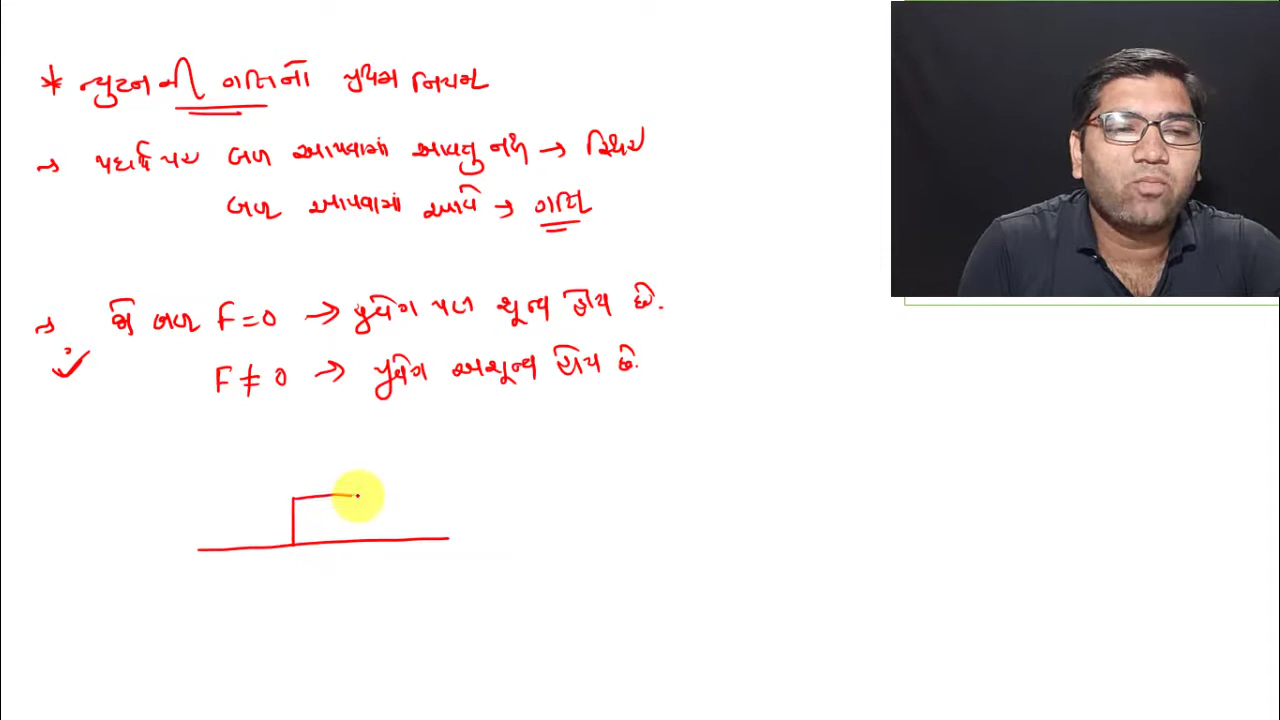 * ન્યુટન ની ગતિનો પ્રથમ નિયમ
→ પદાર્થ પર બળ આપવામાં આવતુ નથી → સ્થિર
બળ આપવામાં આવે → ગતિ
→ જો બળ F = 0 → પ્રવેગ પણ શૂન્ય હોય છે.
F ≠ 0 → પ્રવેગ અશૂન્ય હોય છે.